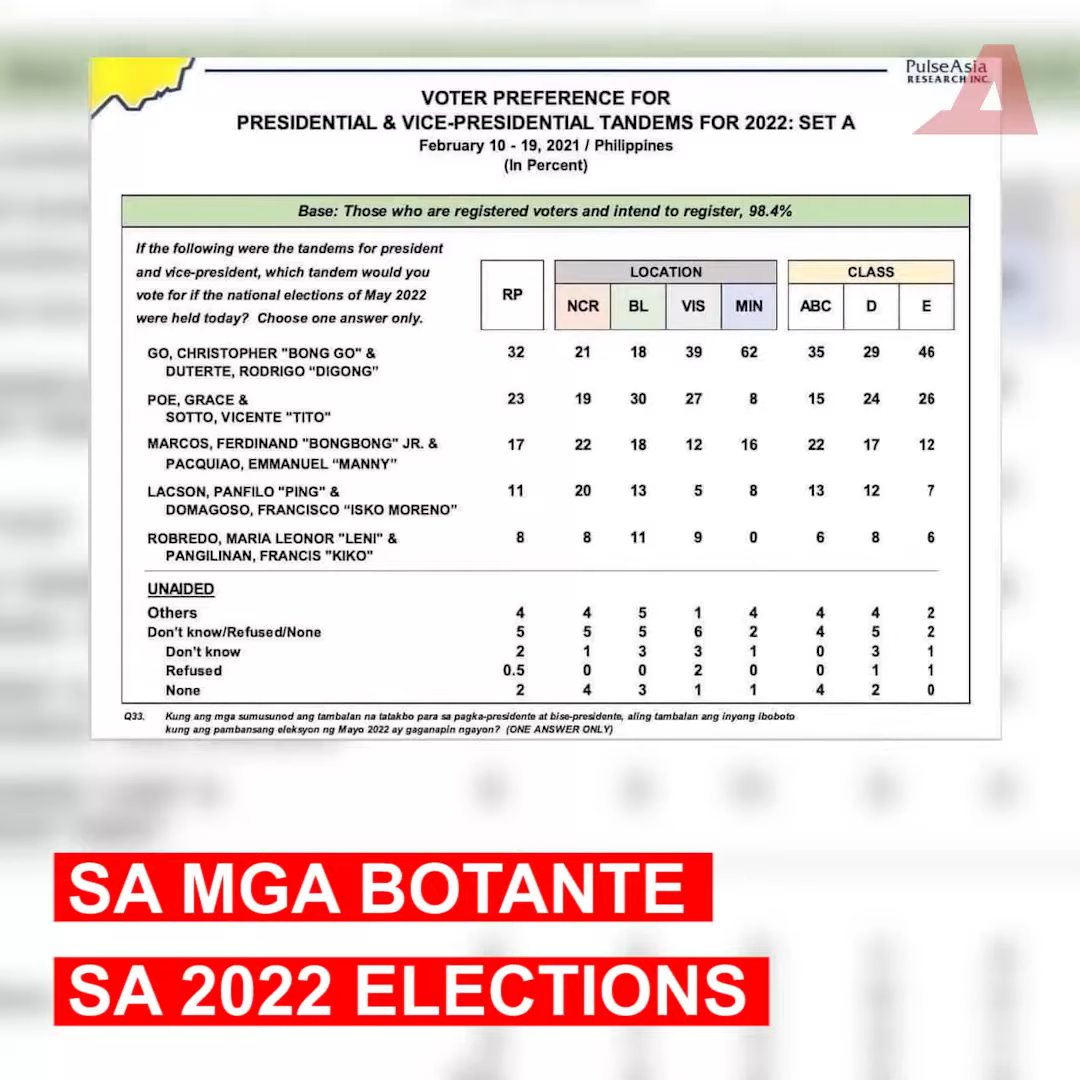 PulseAsia
RESEARCH INC.
VOTER PREFERENCE FOR
PRESIDENTIAL & VICE-PRESIDENTIAL TANDEMS FOR 2022: SET A
February 10 - 19, 2021 / Philippines
(In Percent)
Base: Those who are registered voters and intend to register, 98.4%
If the following were the tandems for president
and vice-president, which tandem would you
vote for if the national elections of May 2022
were held today? Choose one answer only.
RP LOCATION CLASS
NCR BL VIS MIN ABC D E
GO, CHRISTOPHER "BONG GO" & 32 21 18 39 62 35 29 46
DUTERTE, RODRIGO “DIGONG”
POE, GRACE & 23 19 30 27 8 15 24 26
SOTTO, VICENTE "TITO"
MARCOS, FERDINAND "BONGBONG" JR. & 17 22 18 12 16 22 17 12
PACQUIAO, EMMANUEL “MANNY”
LACSON, PANFILO "PING" & 11 20 13 5 8 13 12 7
DOMAGOSO, FRANCISCO “ISKO MORENO”
ROBREDO, MARIA LEONOR "LENI" & 8 8 11 9 0 6 8 6
PANGILINAN, FRANCIS "KIKO"
UNAIDED
Others 4 4 5 1 4 4 4 2
Don't know/Refused/None 5 5 5 6 2 4 5 2
Don't know 2 1 3 3 1 0 3 1
Refused 0.5 0 0 2 0 0 1 1
None 2 4 3 1 1 4 2 0
Q33. Kung ang mga sumusunod ang tambalan na tatakbo para sa pagka-presidente at bise-presidente, aling tambalan ang inyong iboboto
kung ang pambansang eleksyon ng Mayo 2022 ay gaganapin ngayon? (ONE ANSWER ONLY)
SA MGA BOTANTE
SA 2022 ELECTIONS